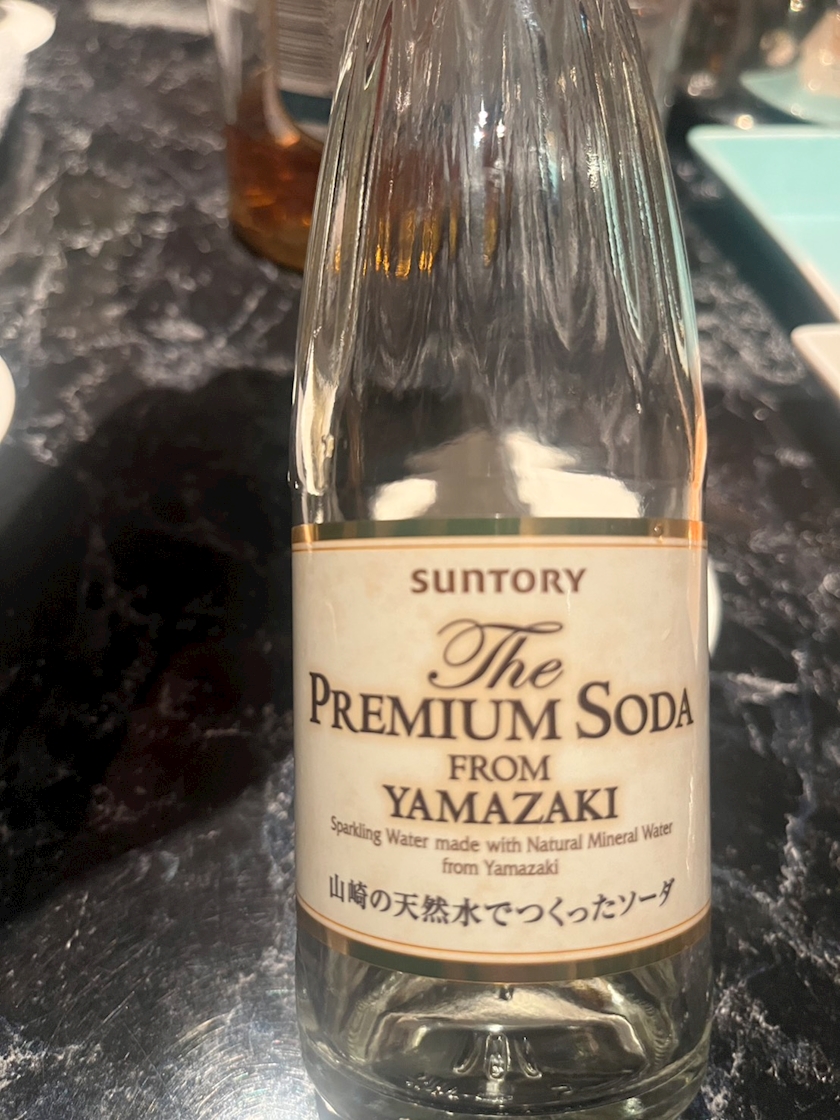 SUNTORY
The
PREMIUM SODA
FROM
YAMAZAKI
Sparkling Water made with Natural Mineral Water
from Yamazaki
山崎の天然水でつくったソーダ